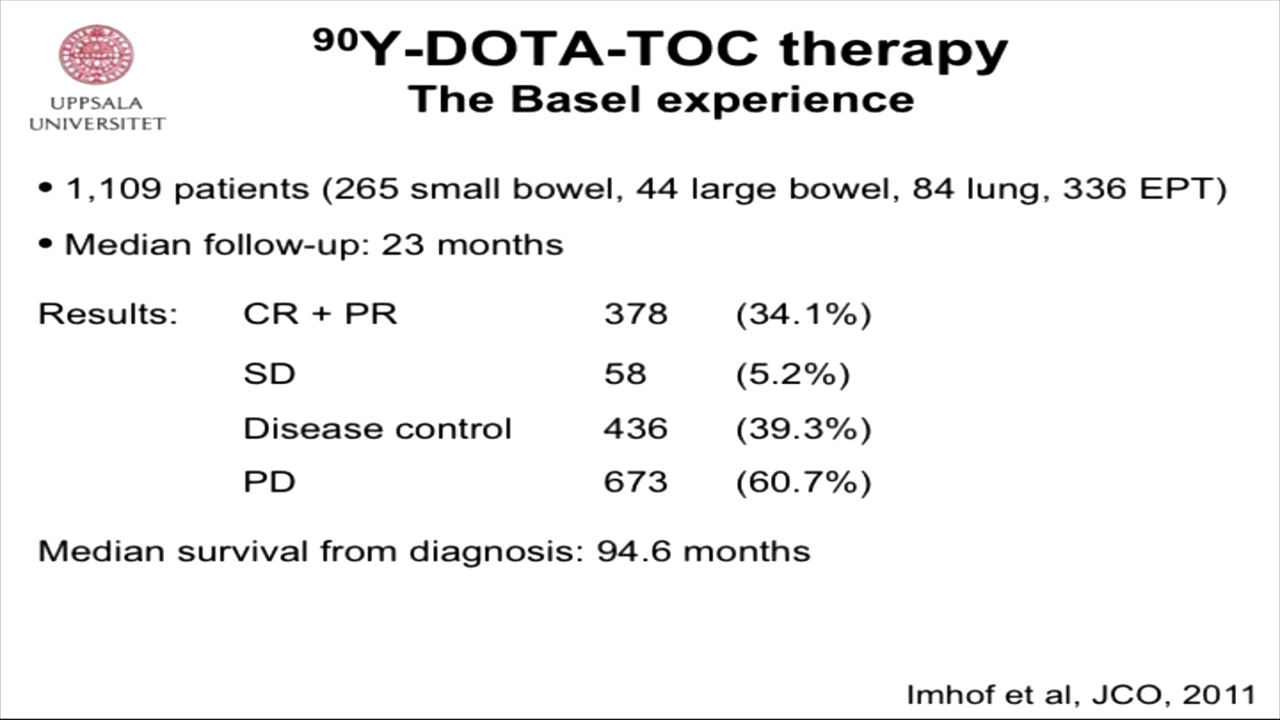 UPPSALA
UNIVERSITET
⁹⁰Y-DOTA-TOC therapy
The Basel experience
• 1,109 patients (265 small bowel, 44 large bowel, 84 lung, 336 EPT)
• Median follow-up: 23 months
Results: CR + PR 378 (34.1%)
SD 58 (5.2%)
Disease control 436 (39.3%)
PD 673 (60.7%)
Median survival from diagnosis: 94.6 months
Imhof et al, JCO, 2011